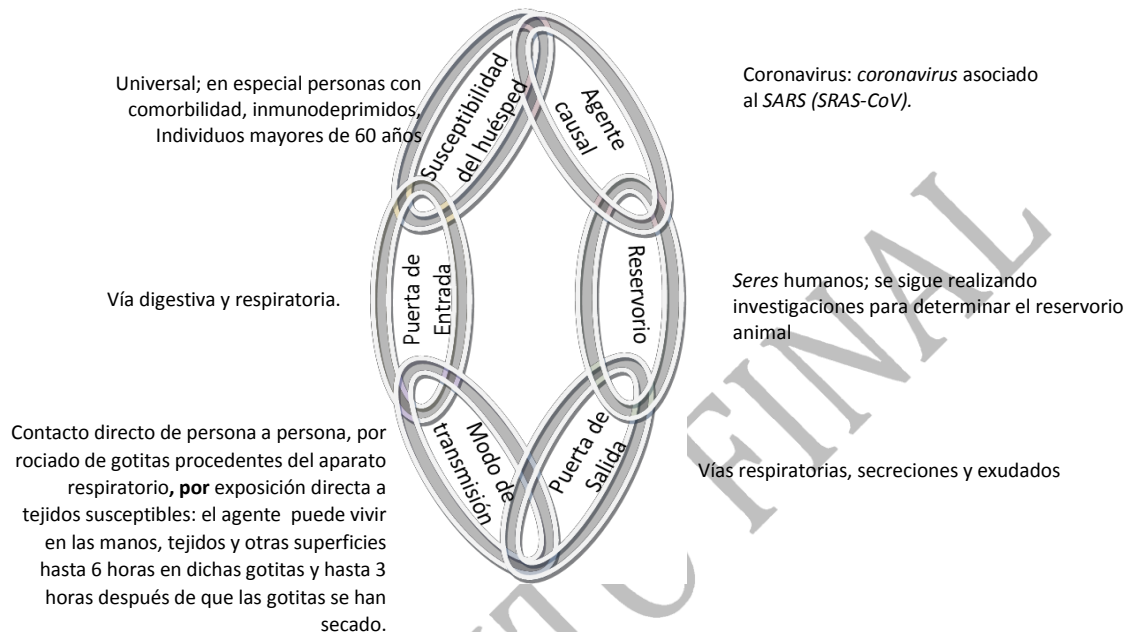 Universal; en especial personas con
comorbilidad, inmunodeprimidos,
Individuos mayores de 60 años
Susceptibilidad
del huésped
Agente
causal
Coronavirus: coronavirus asociado
al SARS (SRAS-CoV).
Vía digestiva y respiratoria.
Puerta de
Entrada
Reservorio
Seres humanos; se sigue realizando
investigaciones para determinar el reservorio
animal
Contacto directo de persona a persona, por
rociado de gotitas procedentes del aparato
respiratorio, por exposición directa a
tejidos susceptibles: el agente puede vivir
en las manos, tejidos y otras superficies
hasta 6 horas en dichas gotitas y hasta 3
horas después de que las gotitas se han
secado.
Modo de
transmisión
Puerta de
Salida
Vías respiratorias, secreciones y exudados
FINAL